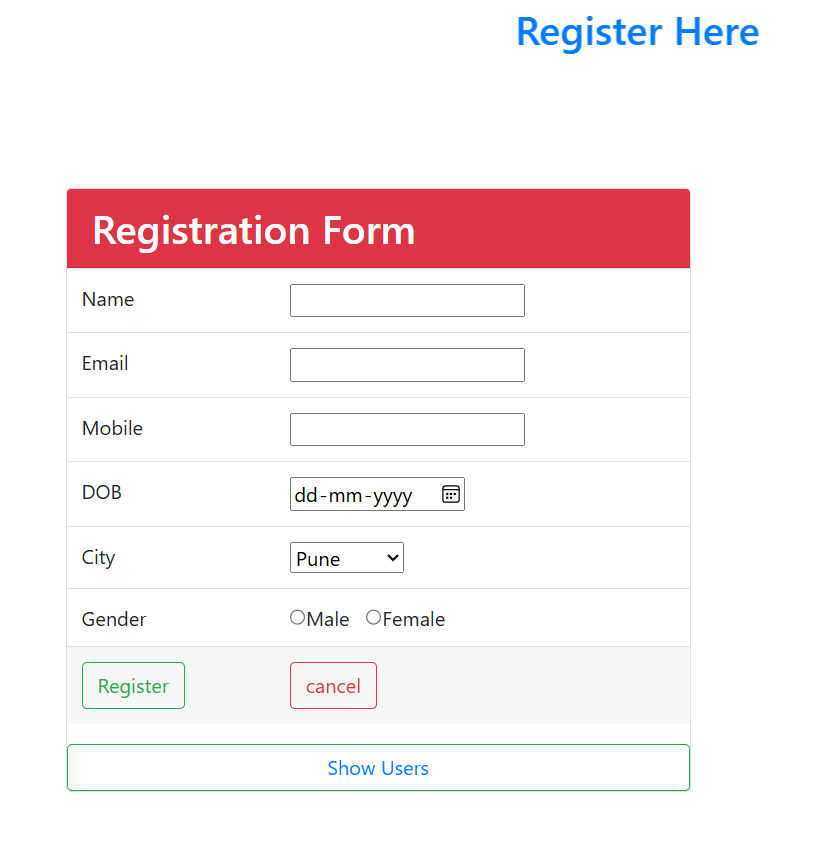 Register Here
Registration Form
Name
Email
Mobile
DOB dd-mm-yyyy
City Pune
Gender Male Female
Register cancel
Show Users